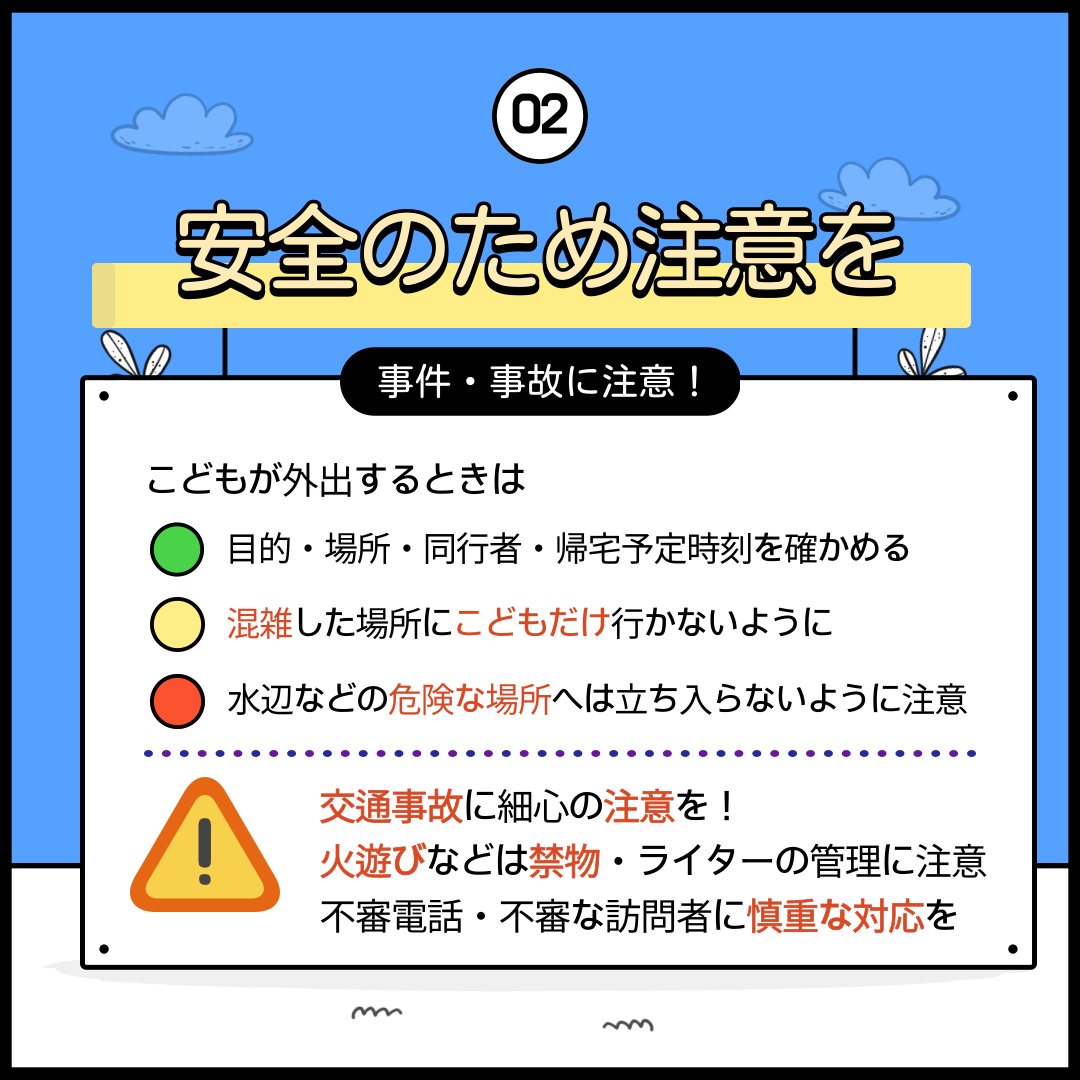 02
安全のため注意を
事件・事故に注意！
こどもが外出するときは
目的・場所・同行者・帰宅予定時刻を確かめる
混雑した場所にこどもだけ行かないように
水辺などの危険な場所へは立ち入らないように注意
交通事故に細心の注意を！
火遊びなどは禁物・ライターの管理に注意
不審電話・不審な訪問者に慎重な対応を